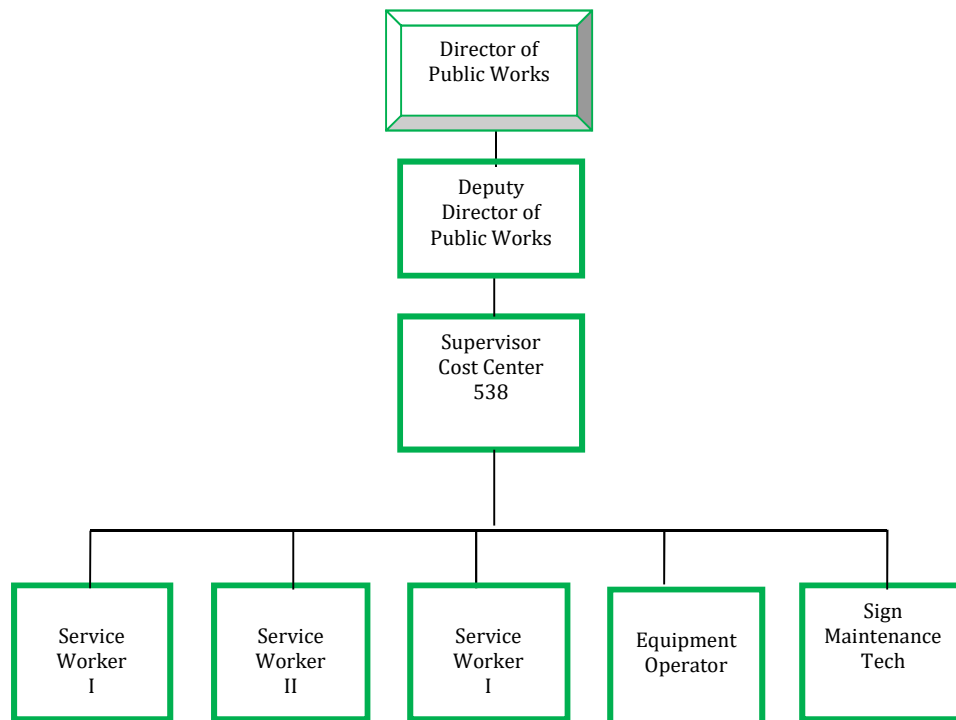 Director of
Public Works
Deputy
Director of
Public Works
Supervisor
Cost Center
538
Service
Worker
I
Service
Worker
II
Service
Worker
I
Equipment
Operator
Sign
Maintenance
Tech